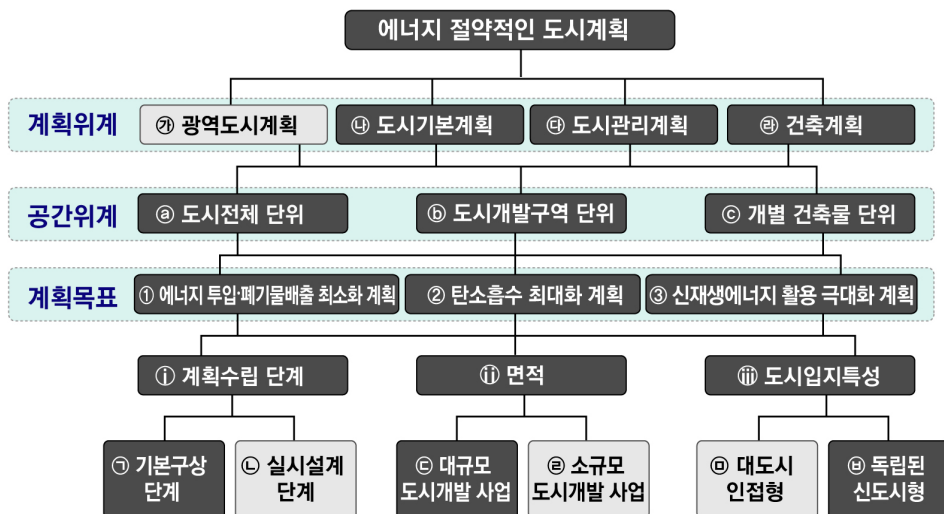 에너지 절약적인 도시계획
계획위계
㉮ 광역도시계획
㉯ 도시기본계획
㉰ 도시관리계획
㉱ 건축계획
공간위계
ⓐ 도시전체 단위
ⓑ 도시개발구역 단위
ⓒ 개별 건축물 단위
계획목표
① 에너지 투입·폐기물배출 최소화 계획
② 탄소흡수 최대화 계획
③ 신재생에너지 활용 극대화 계획
ⓘ 계획수립 단계
ⓘⓘ 면적
ⓘⓘⓘ 도시입지특성
㉠ 기본구상
단계
㉡ 실시설계
단계
㉢ 대규모
도시개발 사업
㉣ 소규모
도시개발 사업
㉤ 대도시
인접형
㉥ 독립된
신도시형